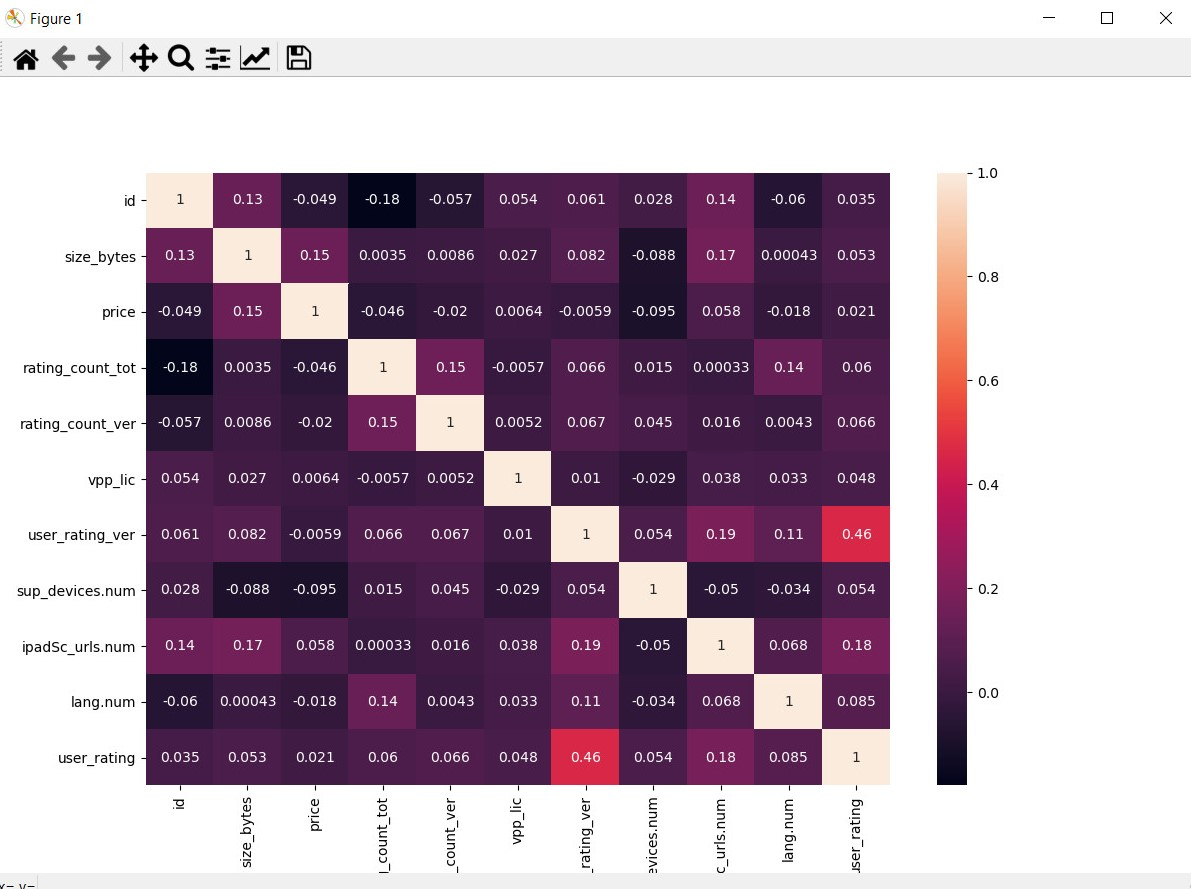 Figure 1
id 1 0.13 -0.049 -0.18 -0.057 0.054 0.061 0.028 0.14 -0.06 0.035
size_bytes 0.13 1 0.15 0.0035 0.0086 0.027 0.082 -0.088 0.17 0.00043 0.053
price -0.049 0.15 1 -0.046 -0.02 0.0064 -0.0059 -0.095 0.058 -0.018 0.021
rating_count_tot -0.18 0.0035 -0.046 1 0.15 -0.0057 0.066 0.015 0.00033 0.14 0.06
rating_count_ver -0.057 0.0086 -0.02 0.15 1 0.0052 0.067 0.045 0.016 0.0043 0.066
vpp_lic 0.054 0.027 0.0064 -0.0057 0.0052 1 0.01 -0.029 0.038 0.033 0.048
user_rating_ver 0.061 0.082 -0.0059 0.066 0.067 0.01 1 0.054 0.19 0.11 0.46
sup_devices.num 0.028 -0.088 -0.095 0.015 0.045 -0.029 0.054 1 -0.05 -0.034 0.054
ipadSc_urls.num 0.14 0.17 0.058 0.00033 0.016 0.038 0.19 -0.05 1 0.068 0.18
lang.num -0.06 0.00043 -0.018 0.14 0.0043 0.033 0.11 -0.034 0.068 1 0.085
user_rating 0.035 0.053 0.021 0.06 0.066 0.048 0.46 0.054 0.18 0.085 1
id size_bytes price _count_tot _count_ver vpp_lic _rating_ver evices.num c_urls.num lang.num user_rating
1.0
0.8
0.6
0.4
0.2
0.0